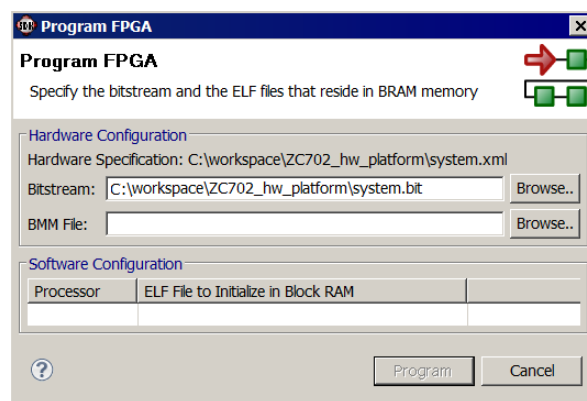 SDK Program FPGA
Program FPGA
Specify the bitstream and the ELF files that reside in BRAM memory
Hardware Configuration
Hardware Specification: C:\workspace\ZC702_hw_platform\system.xml
Bitstream: C:\workspace\ZC702_hw_platform\system.bit Browse..
BMM File: Browse..
Software Configuration
Processor ELF File to Initialize in Block RAM
? Program Cancel